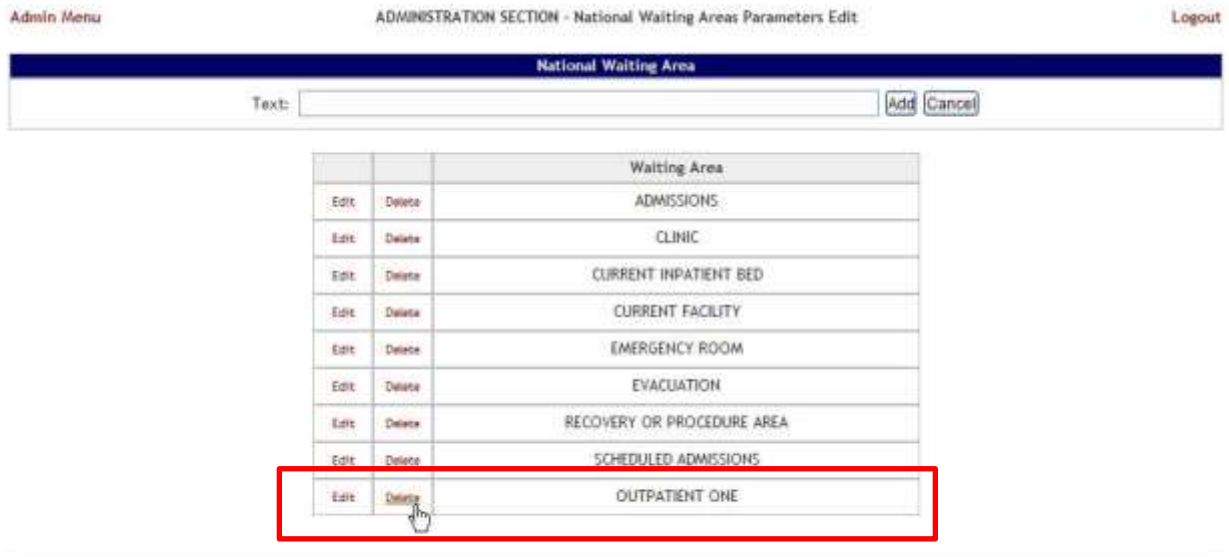 Admin Menu ADMINISTRATION SECTION - National Waiting Areas Parameters Edit Logout
National Waiting Area
Text: Add Cancel
Waiting Area
Edit Delete ADMISSIONS
Edit Delete CLINIC
Edit Delete CURRENT INPATIENT BED
Edit Delete CURRENT FACILITY
Edit Delete EMERGENCY ROOM
Edit Delete EVACUATION
Edit Delete RECOVERY OR PROCEDURE AREA
Edit Delete SCHEDULED ADMISSIONS
Edit Delete OUTPATIENT ONE